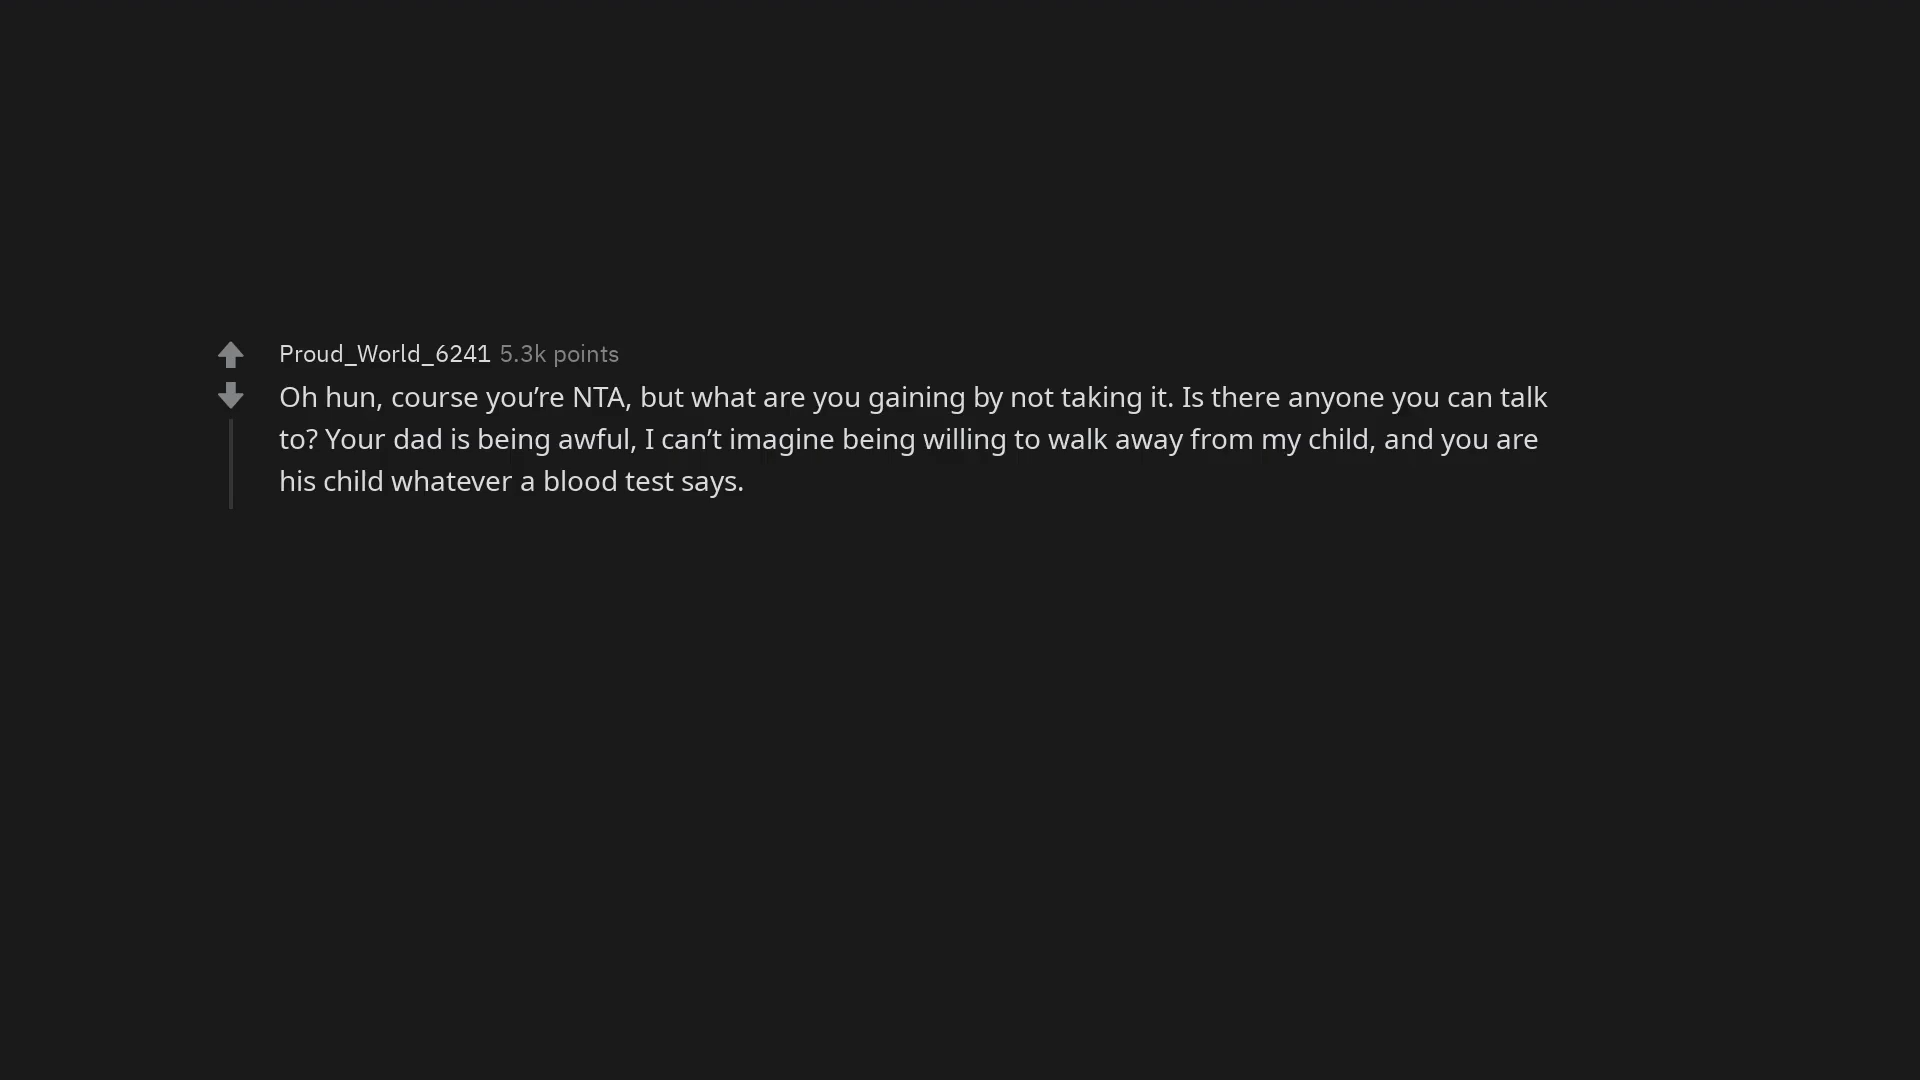 Proud_World_6241 5.3k points
Oh hun, course you’re NTA, but what are you gaining by not taking it. Is there anyone you can talk
to? Your dad is being awful, I can’t imagine being willing to walk away from my child, and you are
his child whatever a blood test says.